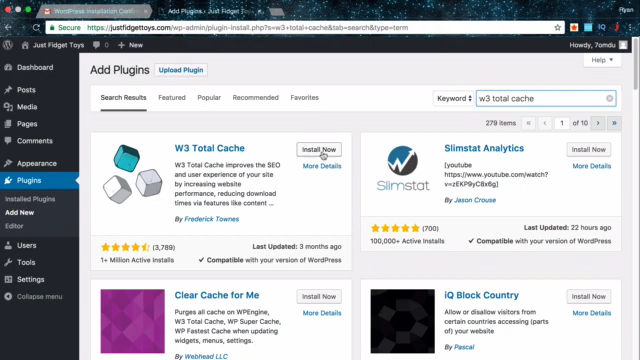 WordPress Installation Confi
Add Plugins ‹ Just Fidget Toys
Ryan
Secure
https://justfidgettoys.com/wp-admin/plugin-install.php?s=w3+total+cache&tab=search&type=term
Just Fidget Toys
0
+ New
Howdy, 7omdu
Dashboard
Posts
Media
Pages
Comments
Appearance
Plugins
Installed Plugins
Add New
Editor
Users
Tools
Settings
Collapse menu
Help
Add Plugins
Upload Plugin
Search Results
Featured
Popular
Recommended
Favorites
Keyword
w3 total cache
279 items
«
‹
1
of 10
›
»
W3 Total Cache
Install Now
More Details
W3 Total Cache improves the SEO
and user experience of your site
by increasing website
performance, reducing download
times via features like content …
By Frederick Townes
(3,789)
1+ Million Active Installs
Last Updated: 3 months ago
Compatible with your version of WordPress
Slimstat Analytics
Install Now
More Details
[youtube
https://www.youtube.com/watch?
v=zEKP9yC8x6g]
By Jason Crouse
SLIMSTAT
(700)
100,000+ Active Installs
Last Updated: 22 hours ago
Compatible with your version of WordPress
Clear Cache for Me
Install Now
More Details
Purges all cache on WPEngine,
W3 Total Cache, WP Super Cache,
WP Fastest Cache when updating
widgets, menus, settings.
By Webhead LLC
iQ Block Country
Install Now
More Details
Allow or disallow visitors from
certain countries accessing (parts
of) your website
By Pascal